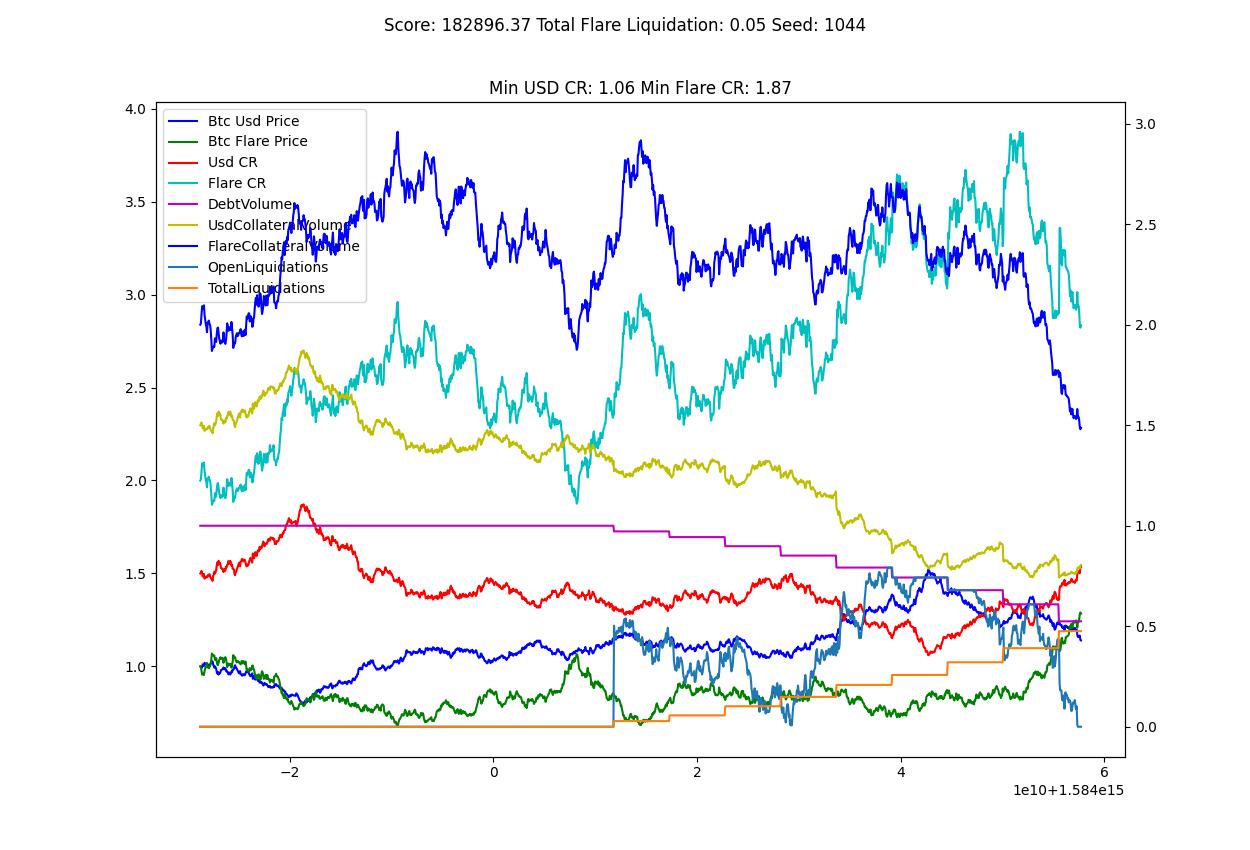 Score: 182896.37 Total Flare Liquidation: 0.05 Seed: 1044
Min USD CR: 1.06 Min Flare CR: 1.87
4.0
3.5
3.0
2.5
2.0
1.5
1.0
Btc Usd Price
Btc Flare Price
Usd CR
Flare CR
DebtVolume
UsdCollateralVolume
FlareCollateralVolume
OpenLiquidations
TotalLiquidations
3.0
2.5
2.0
1.5
1.0
0.5
0.0
−2 0 2 4 6
1e10+1.584e15